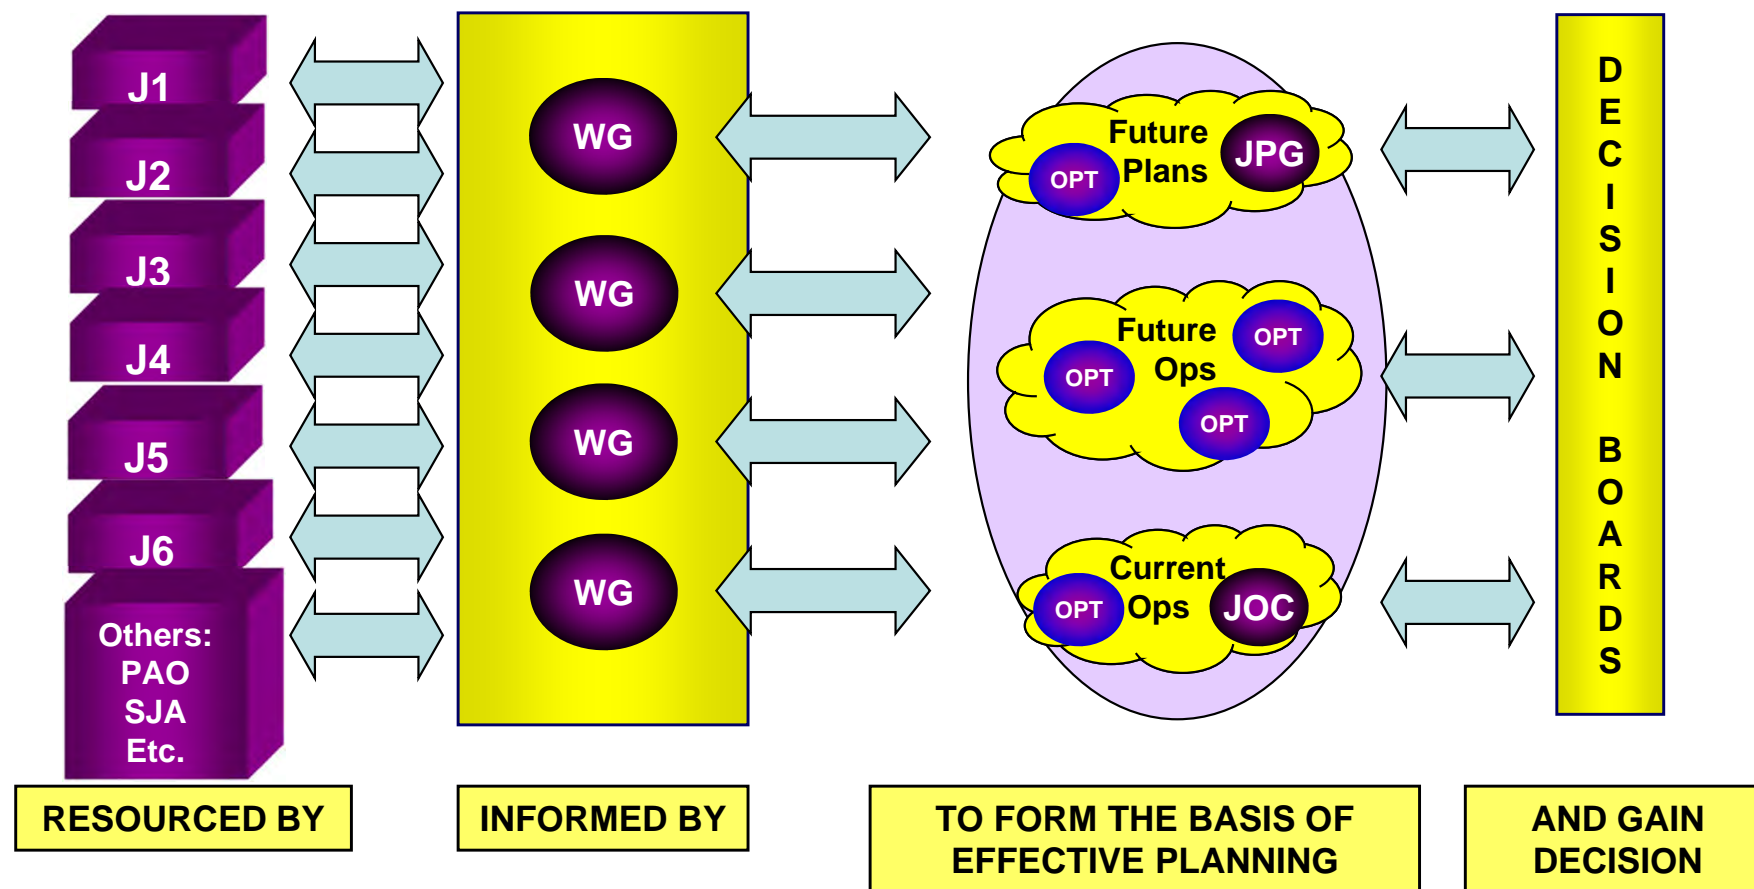 J1
J2
J3
J4
J5
J6
Others:
PAO
SJA
Etc.
RESOURCED BY
WG
WG
WG
WG
INFORMED BY
Future
Plans
OPT
JPG
Future
Ops
OPT
OPT
OPT
Current
Ops
OPT
JOC
TO FORM THE BASIS OF
EFFECTIVE PLANNING
DECISION BOARDS
AND GAIN
DECISION